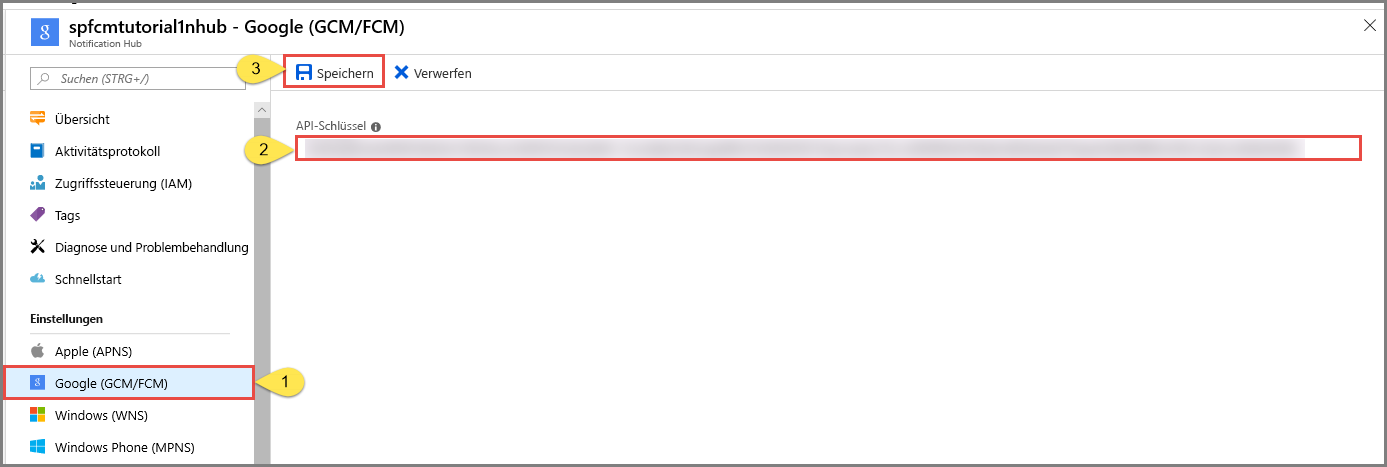 spfcmtutorial1nhub - Google (GCM/FCM)
Notification Hub
Suchen (STRG+/)
3
Speichern
Verwerfen
Übersicht
Aktivitätsprotokoll
Zugriffssteuerung (IAM)
Tags
Diagnose und Problembehandlung
Schnellstart
Einstellungen
Apple (APNS)
Google (GCM/FCM)
1
Windows (WNS)
Windows Phone (MPNS)
API-Schlüssel
2